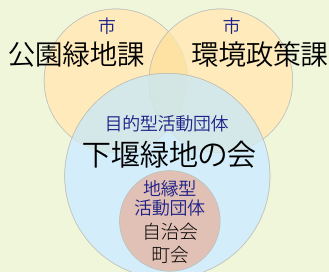 市
公園緑地課
市
環境政策課
目的型活動団体
下堰緑地の会
地縁型
活動団体
自治会
町会